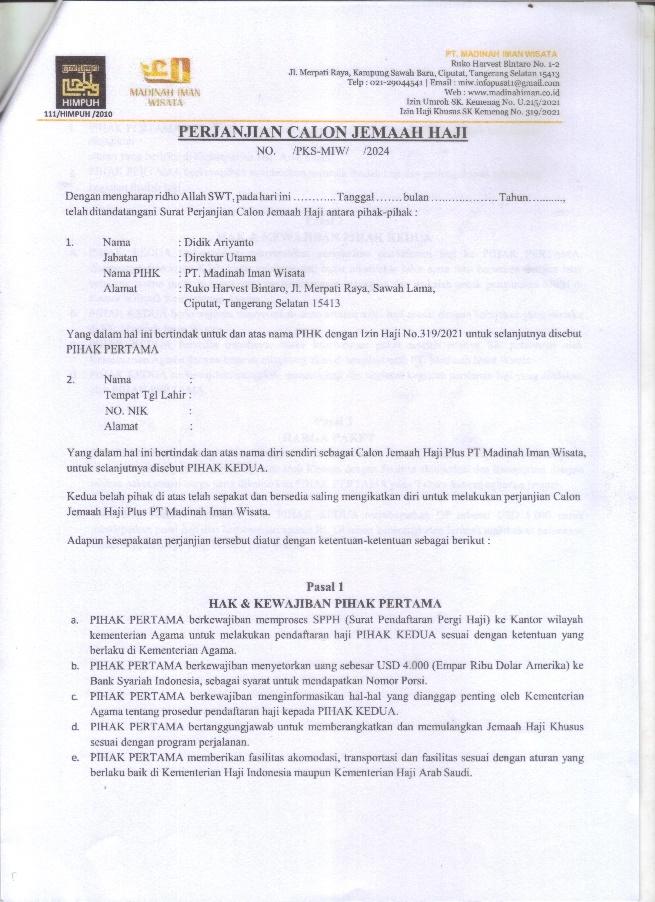 PT. MADINAH IMAN WISATA
Ruko Harvest Bintaro No. 1-2
Jl. Merpati Raya, Kampung Sawah Baru, Ciputat, Tangerang Selatan 15413
Telp : 021-29044541 | Email : miw.infopusat1@gmail.com
Web : www.madinahiman.co.id
Izin Umroh SK. Kemenag No. U.215/2021
Izin Haji Khusus SK Kemenag No. 319/2021
HIMPUH
111/HIMPUH /2010
MADINAH IMAN
WISATA
PERJANJIAN CALON JEMAAH HAJI
NO. /PKS-MIW/ /2024
Dengan mengharap ridho Allah SWT, pada hari ini ………… Tanggal ……. bulan ………………… Tahun………..,
telah ditandatangani Surat Perjanjian Calon Jemaah Haji antara pihak-pihak :
1. Nama : Didik Ariyanto
Jabatan : Direktur Utama
Nama PIHK : PT. Madinah Iman Wisata
Alamat : Ruko Harvest Bintaro, Jl. Merpati Raya, Sawah Lama,
Ciputat, Tangerang Selatan 15413
Yang dalam hal ini bertindak untuk dan atas nama PIHK dengan Izin Haji No.319/2021 untuk selanjutnya disebut
PIHAK PERTAMA
2. Nama :
Tempat Tgl Lahir :
NO. NIK :
Alamat :
Yang dalam hal ini bertindak dan atas nama diri sendiri sebagai Calon Jemaah Haji Plus PT Madinah Iman Wisata,
untuk selanjutnya disebut PIHAK KEDUA.
Kedua belah pihak di atas telah sepakat dan bersedia saling mengikatkan diri untuk melakukan perjanjian Calon
Jemaah Haji Plus PT Madinah Iman Wisata.
Adapun kesepakatan perjanjian tersebut diatur dengan ketentuan-ketentuan sebagai berikut :
Pasal 1
HAK & KEWAJIBAN PIHAK PERTAMA
a. PIHAK PERTAMA berkewajiban memproses SPPH (Surat Pendaftaran Pergi Haji) ke Kantor wilayah
kementerian Agama untuk melakukan pendaftaran haji PIHAK KEDUA sesuai dengan ketentuan yang
berlaku di Kementerian Agama.
b. PIHAK PERTAMA berkewajiban menyetorkan uang sebesar USD 4.000 (Empar Ribu Dolar Amerika) ke
Bank Syariah Indonesia, sebagai syarat untuk mendapatkan Nomor Porsi.
c. PIHAK PERTAMA berkewajiban menginformasikan hal-hal yang dianggap penting oleh Kementerian
Agama tentang prosedur pendaftaran haji kepada PIHAK KEDUA.
d. PIHAK PERTAMA bertanggungjawab untuk memberangkatkan dan memulangkan Jemaah Haji Khusus
sesuai dengan program perjalanan.
e. PIHAK PERTAMA memberikan fasilitas akomodasi, transportasi dan fasilitas sesuai dengan aturan yang
berlaku baik di Kementerian Haji Indonesia maupun Kementerian Haji Arab Saudi.